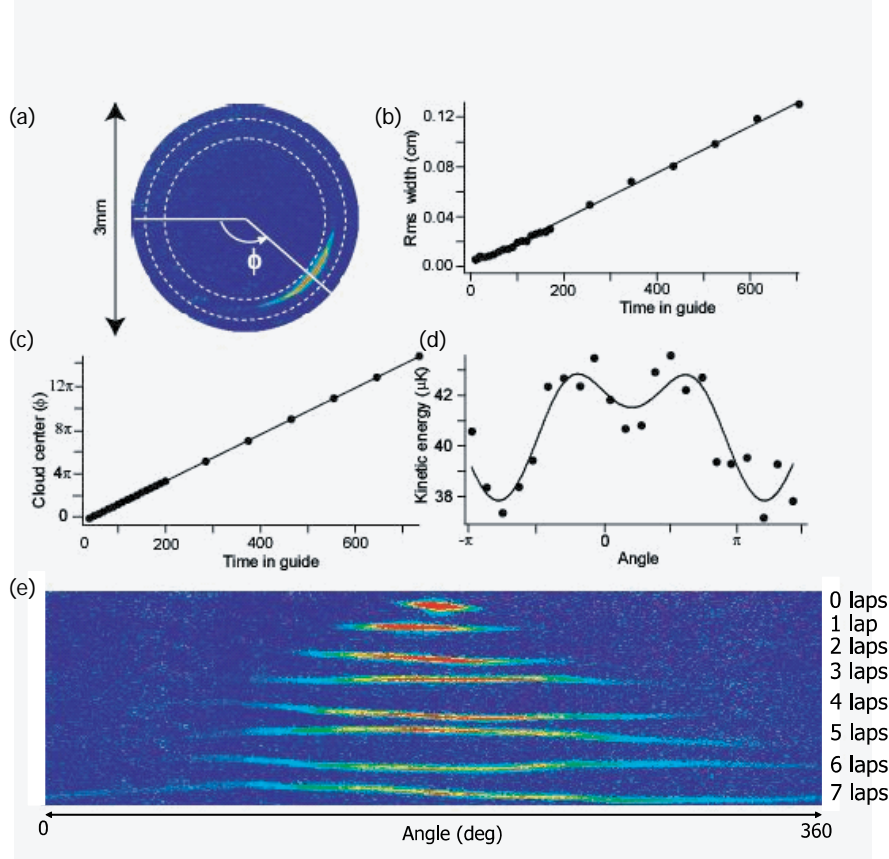 (a)
3mm
ϕ
(b)
Rms width (cm)
0.12
0.08
0.04
0.00
0 200 400 600
Time in guide
(c)
Cloud center (ϕ)
12π
8π
4π
0
0 200 400 600
Time in guide
(d)
Kinetic energy (μK)
42
40
38
-π 0 π
Angle
(e)
0 laps
1 lap
2 laps
3 laps
4 laps
5 laps
6 laps
7 laps
0 Angle (deg) 360